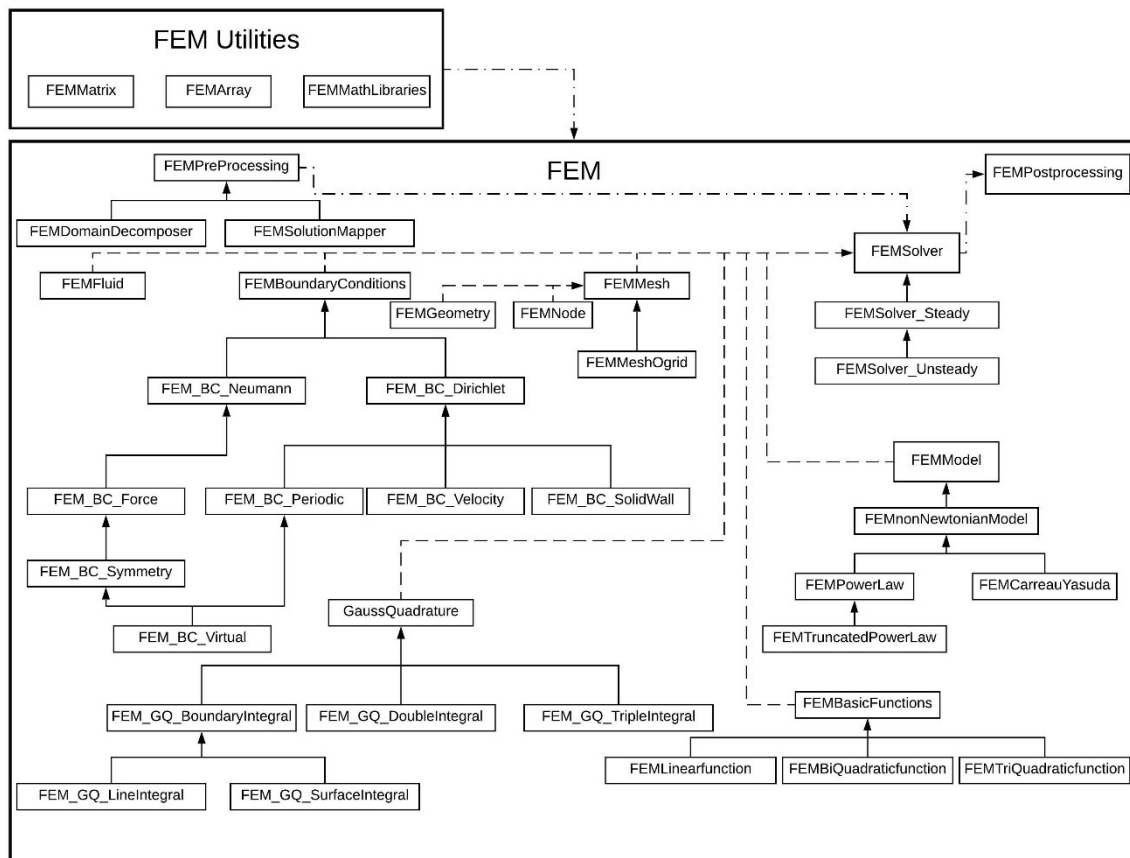 FEM Utilities
FEMMatrix
FEMArray
FEMMathLibraries
FEM
FEMPreProcessing
FEMPostprocessing
FEMDomainDecomposer
FEMSolutionMapper
FEMSolver
FEMFluid
FEMBoundaryConditions
FEMMesh
FEMGeometry
FEMNode
FEMSolver_Steady
FEMMeshOgrid
FEMSolver_Unsteady
FEM_BC_Neumann
FEM_BC_Dirichlet
FEMModel
FEM_BC_Force
FEM_BC_Periodic
FEM_BC_Velocity
FEM_BC_SolidWall
FEMnonNewtonianModel
FEM_BC_Symmetry
FEMPowerLaw
FEMCarreauYasuda
GaussQuadrature
FEM_BC_Virtual
FEMTruncatedPowerLaw
FEMBasicFunctions
FEM_GQ_BoundaryIntegral
FEM_GQ_DoubleIntegral
FEM_GQ_TripleIntegral
FEMLinearfunction
FEMBiQuadraticfunction
FEMTriQuadraticfunction
FEM_GQ_LineIntegral
FEM_GQ_SurfaceIntegral